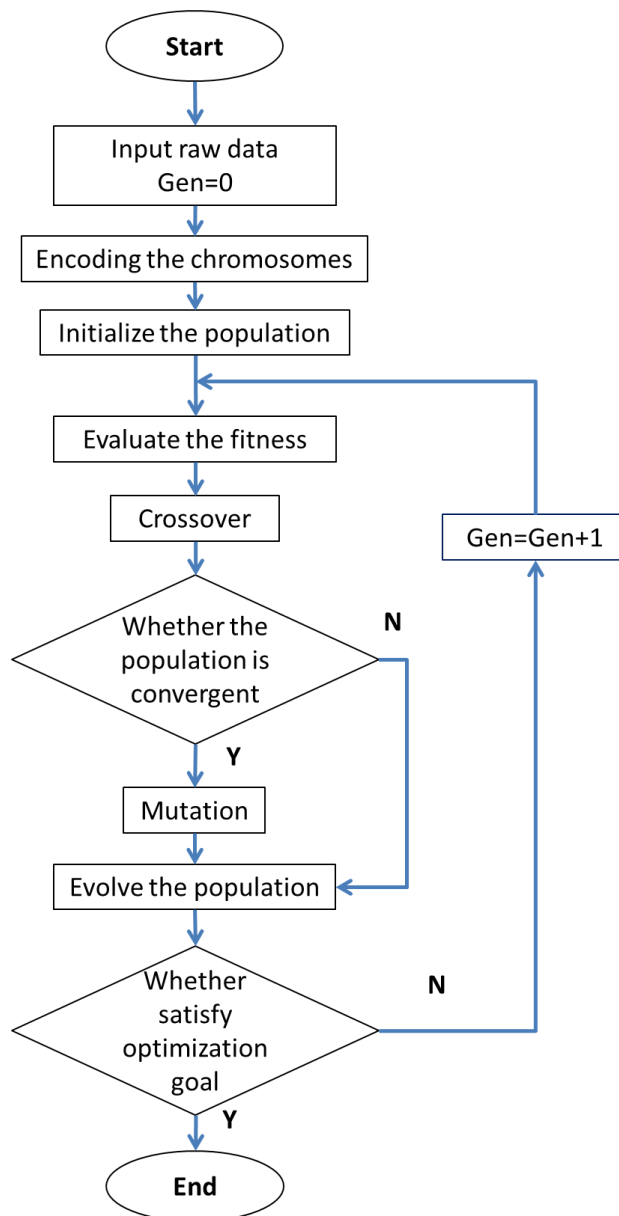 Start
Input raw data
Gen=0
Encoding the chromosomes
Initialize the population
Evaluate the fitness
Crossover
Gen=Gen+1
Whether the
population is
convergent
N
Y
Mutation
Evolve the population
Whether
satisfy
optimization
goal
N
Y
End